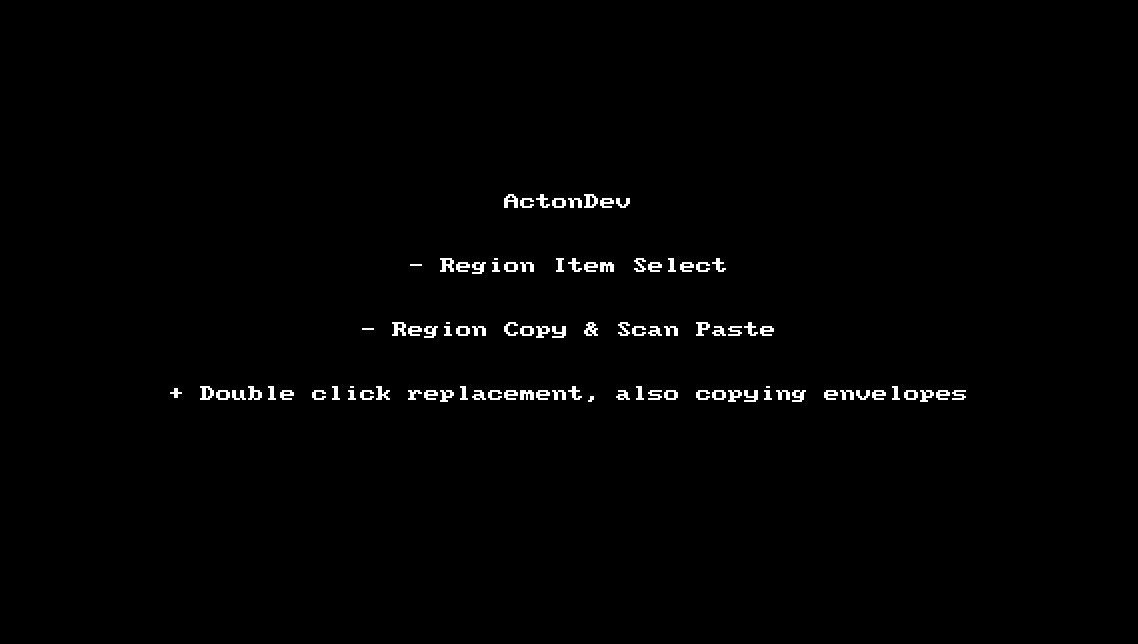 ActonDev
- Region Item Select
- Region Copy & Scan Paste
+ Double click replacement, also copying envelopes